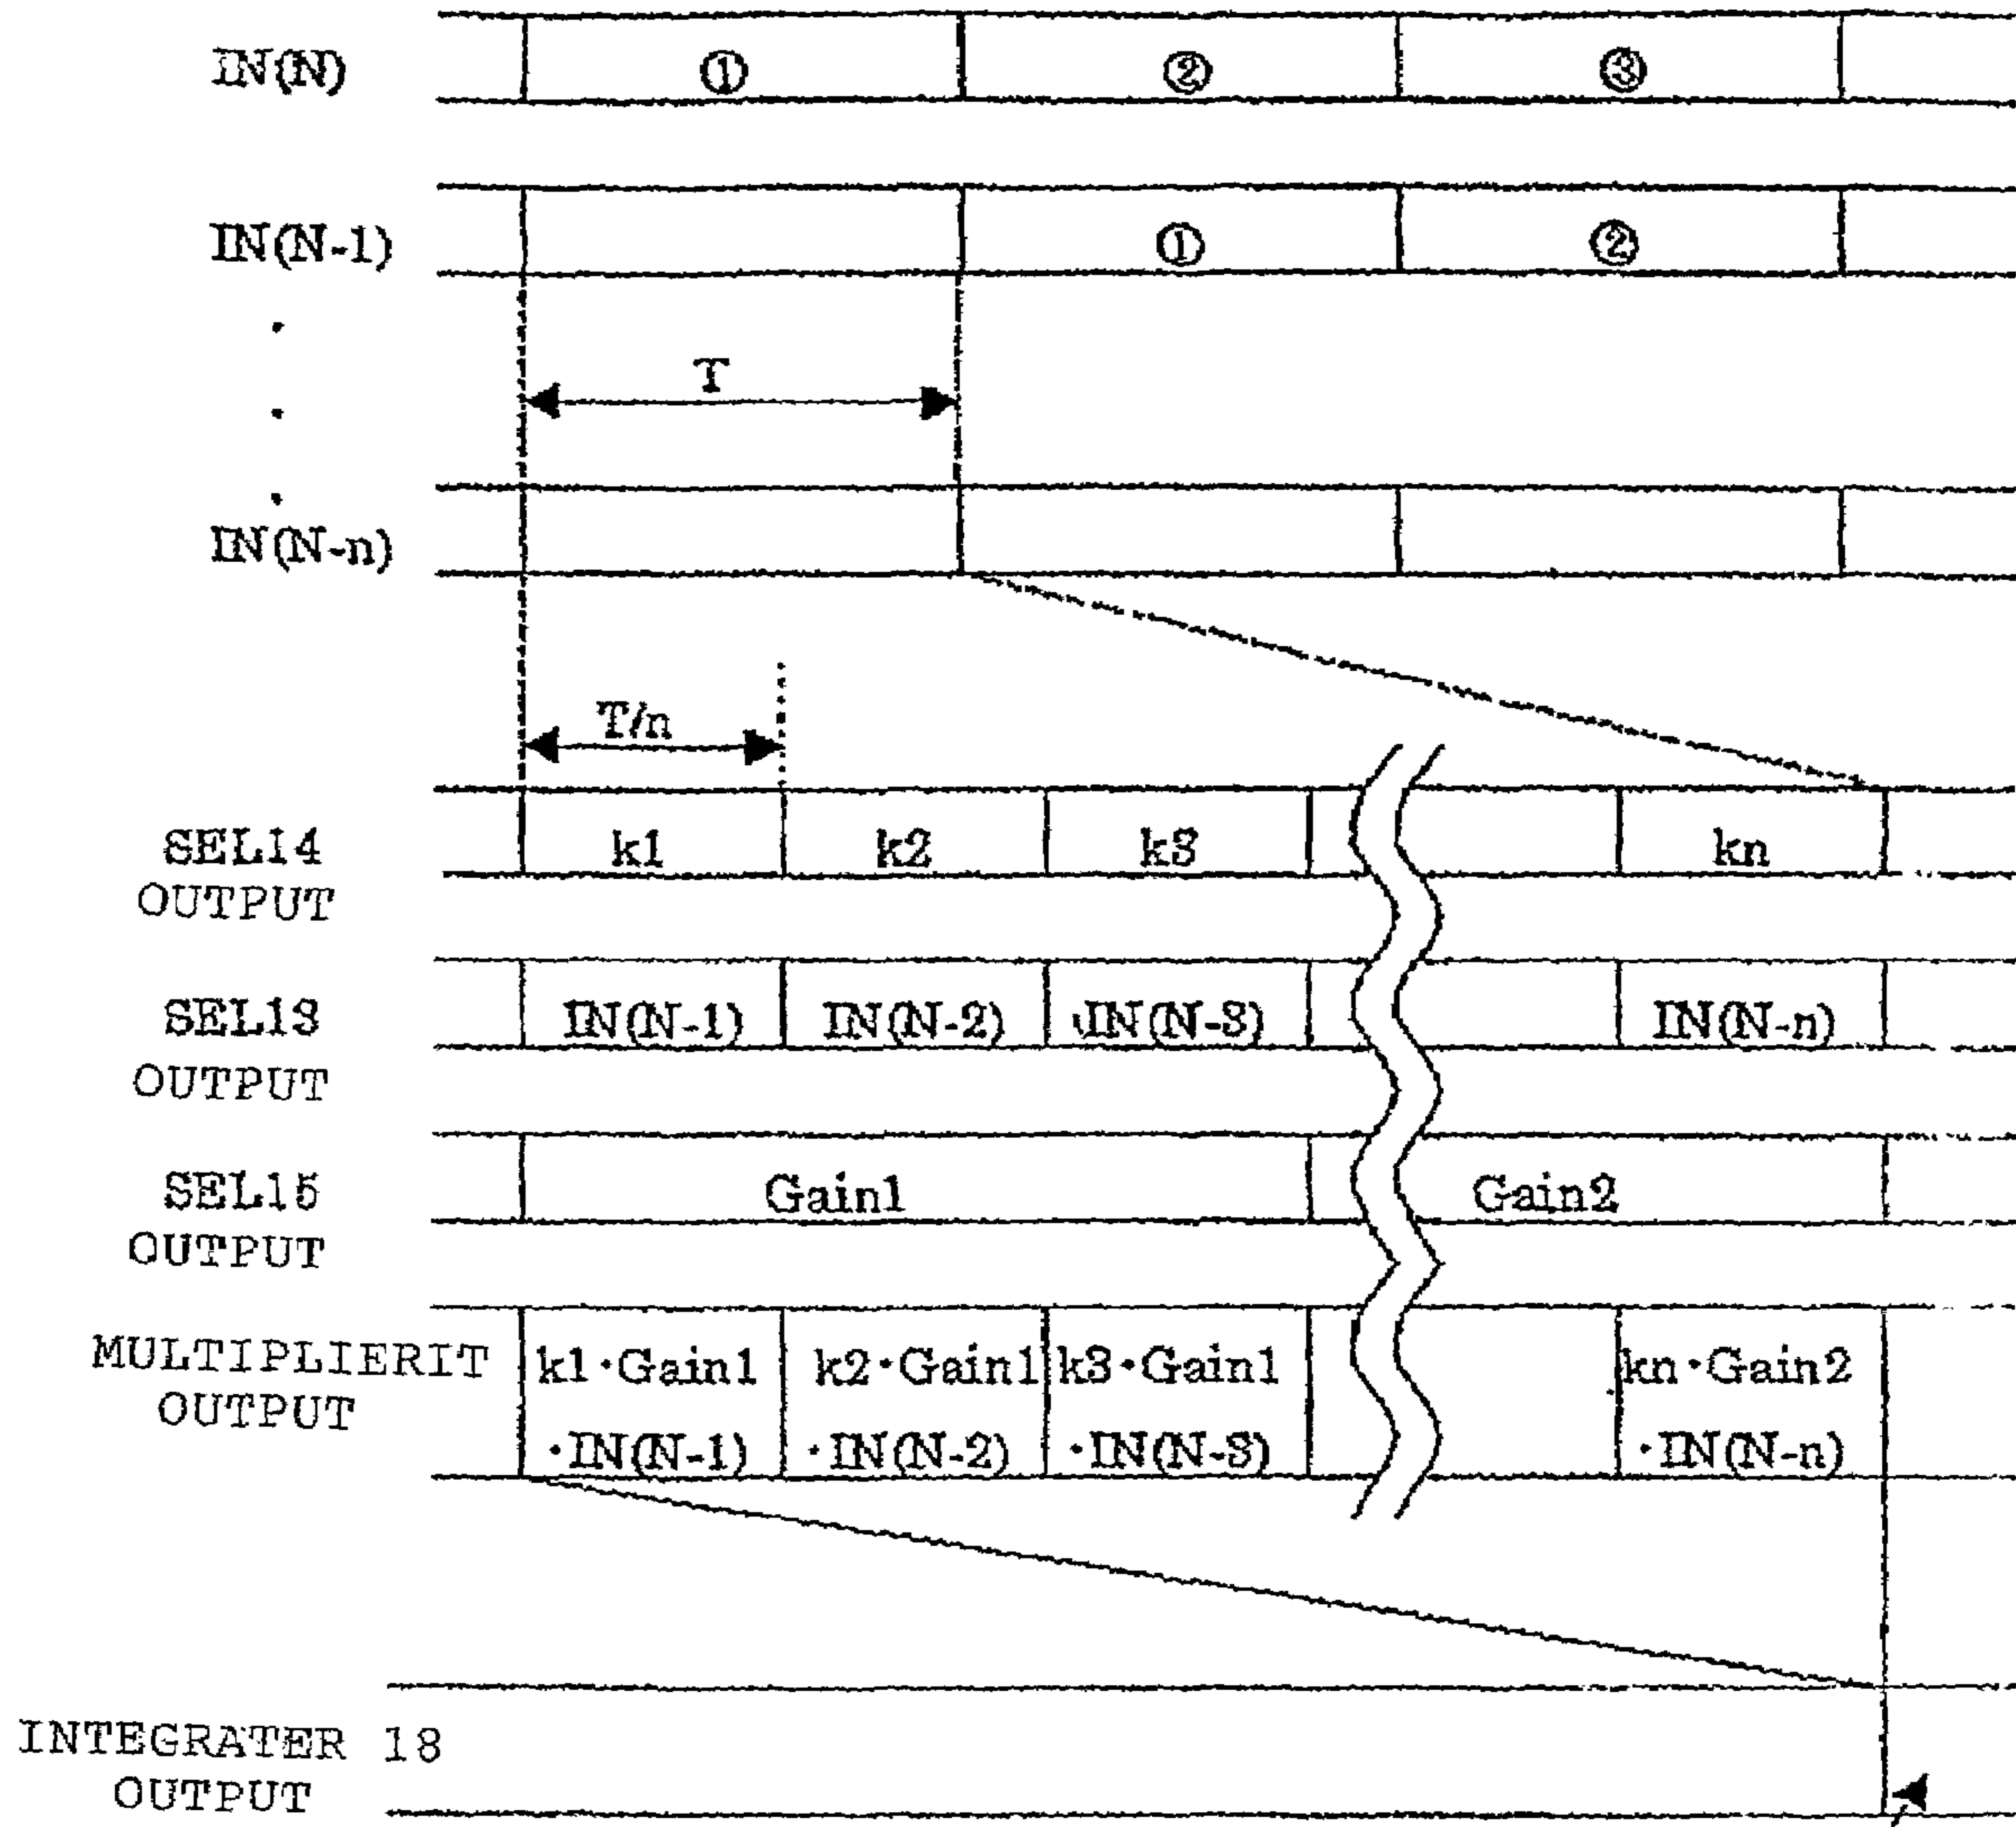 IN(N) ① ② ③
IN(N-1) ① ②
T
IN(N-n)
T/n
SEL14 OUTPUT k1 k2 k3 kn
SEL13 OUTPUT IN(N-1) IN(N-2) IN(N-3) IN(N-n)
SEL15 OUTPUT Gain1 Gain2
MULTIPLIERIT OUTPUT k1·Gain1 k2·Gain1 k3·Gain1 kn·Gain2
·IN(N-1) ·IN(N-2) ·IN(N-3) ·IN(N-n)
INTEGRATER 18
OUTPUT